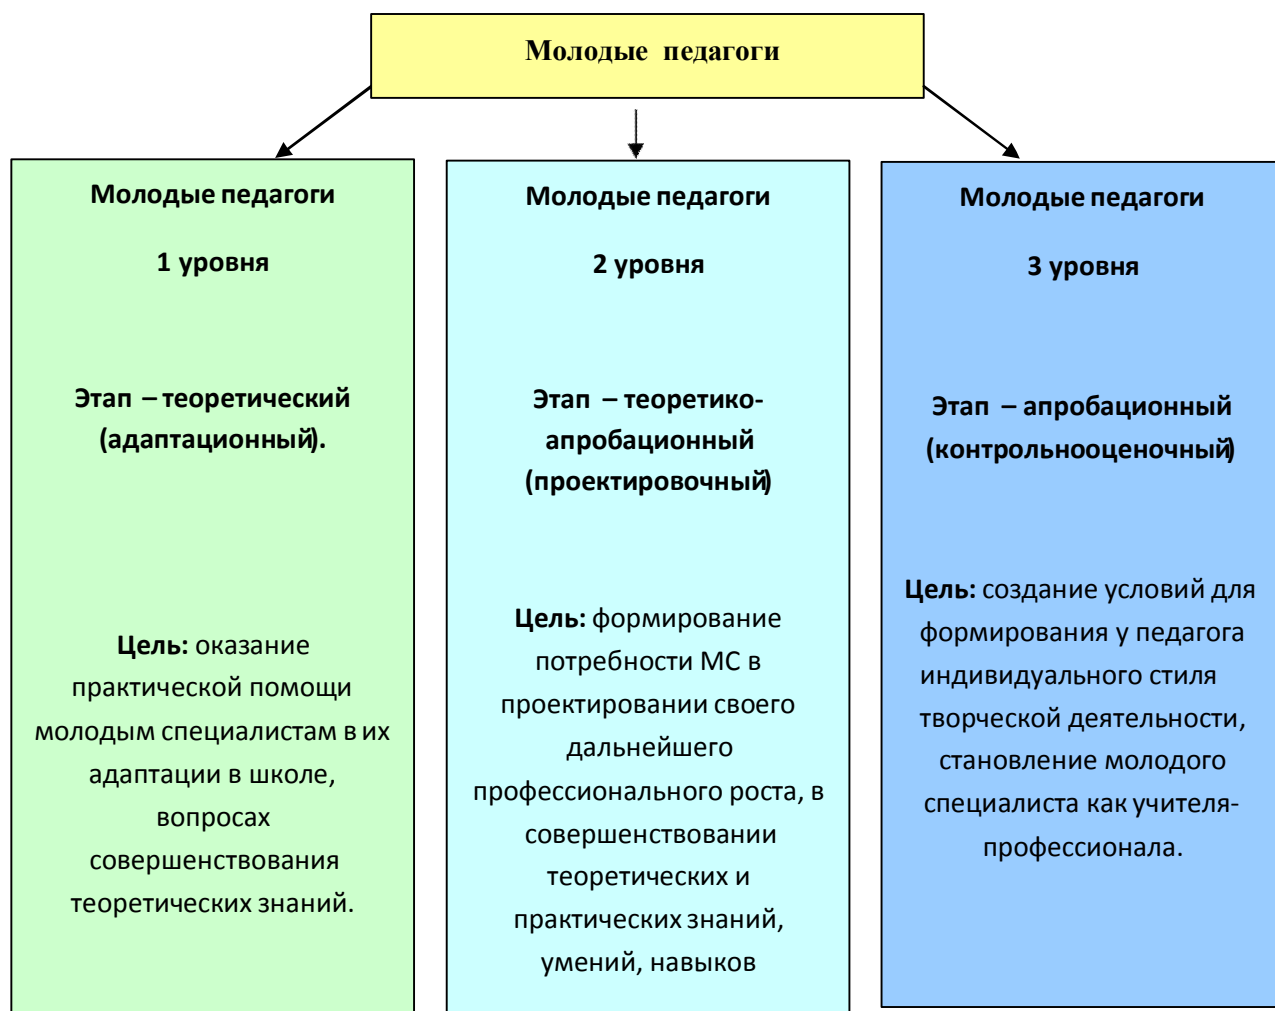 Молодые педагоги
Молодые педагоги
1 уровня
Этап – теоретический
(адаптационный).
Цель: оказание
практической помощи
молодым специалистам в их
адаптации в школе,
вопросах
совершенствования
теоретических знаний.
Молодые педагоги
2 уровня
Этап – теоретико-
апробационный
(проектировочный)
Цель: формирование
потребности МС в
проектировании своего
дальнейшего
профессионального роста, в
совершенствовании
теоретических и
практических знаний,
умений, навыков
Молодые педагоги
3 уровня
Этап – апробационный
(контрольнооценочный)
Цель: создание условий для
формирования у педагога
индивидуального стиля
творческой деятельности,
становление молодого
специалиста как учителя-
профессионала.